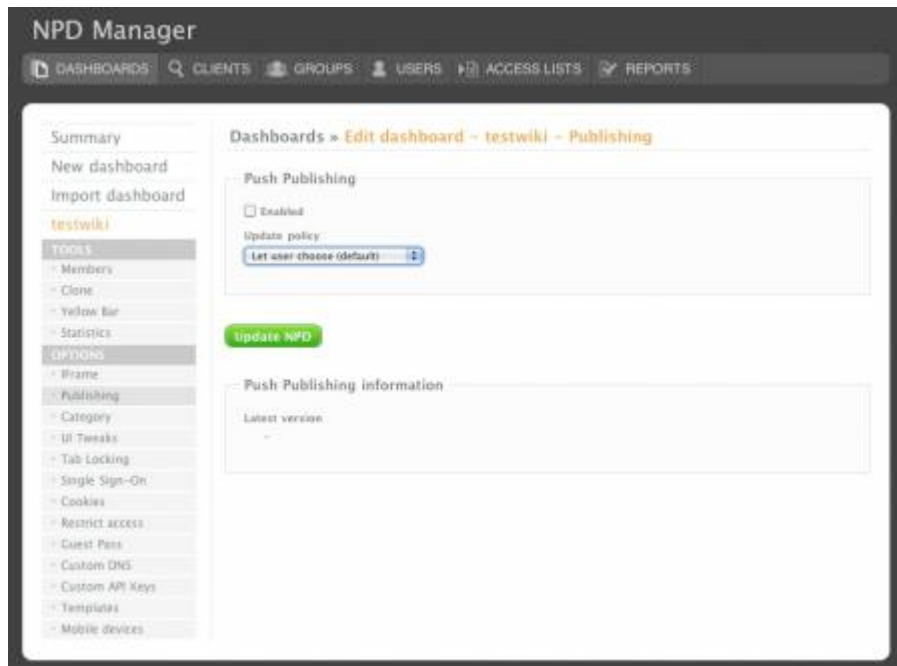 NPD Manager
DASHBOARDS CLIENTS GROUPS USERS ACCESS LISTS REPORTS
Summary
New dashboard
Import dashboard
testwiki
TOOLS
Members
Clone
Yellow Bar
Statistics
OPTIONS
IFrame
Publishing
Category
UI Tweaks
Tab Locking
Single Sign-On
Cookies
Restrict access
Guest Pass
Custom DNS
Custom API Keys
Templates
Mobile devices
Dashboards » Edit dashboard - testwiki - Publishing
Push Publishing
Enabled
Update policy
Let user choose (default)
Update NPD
Push Publishing information
Latest version
-